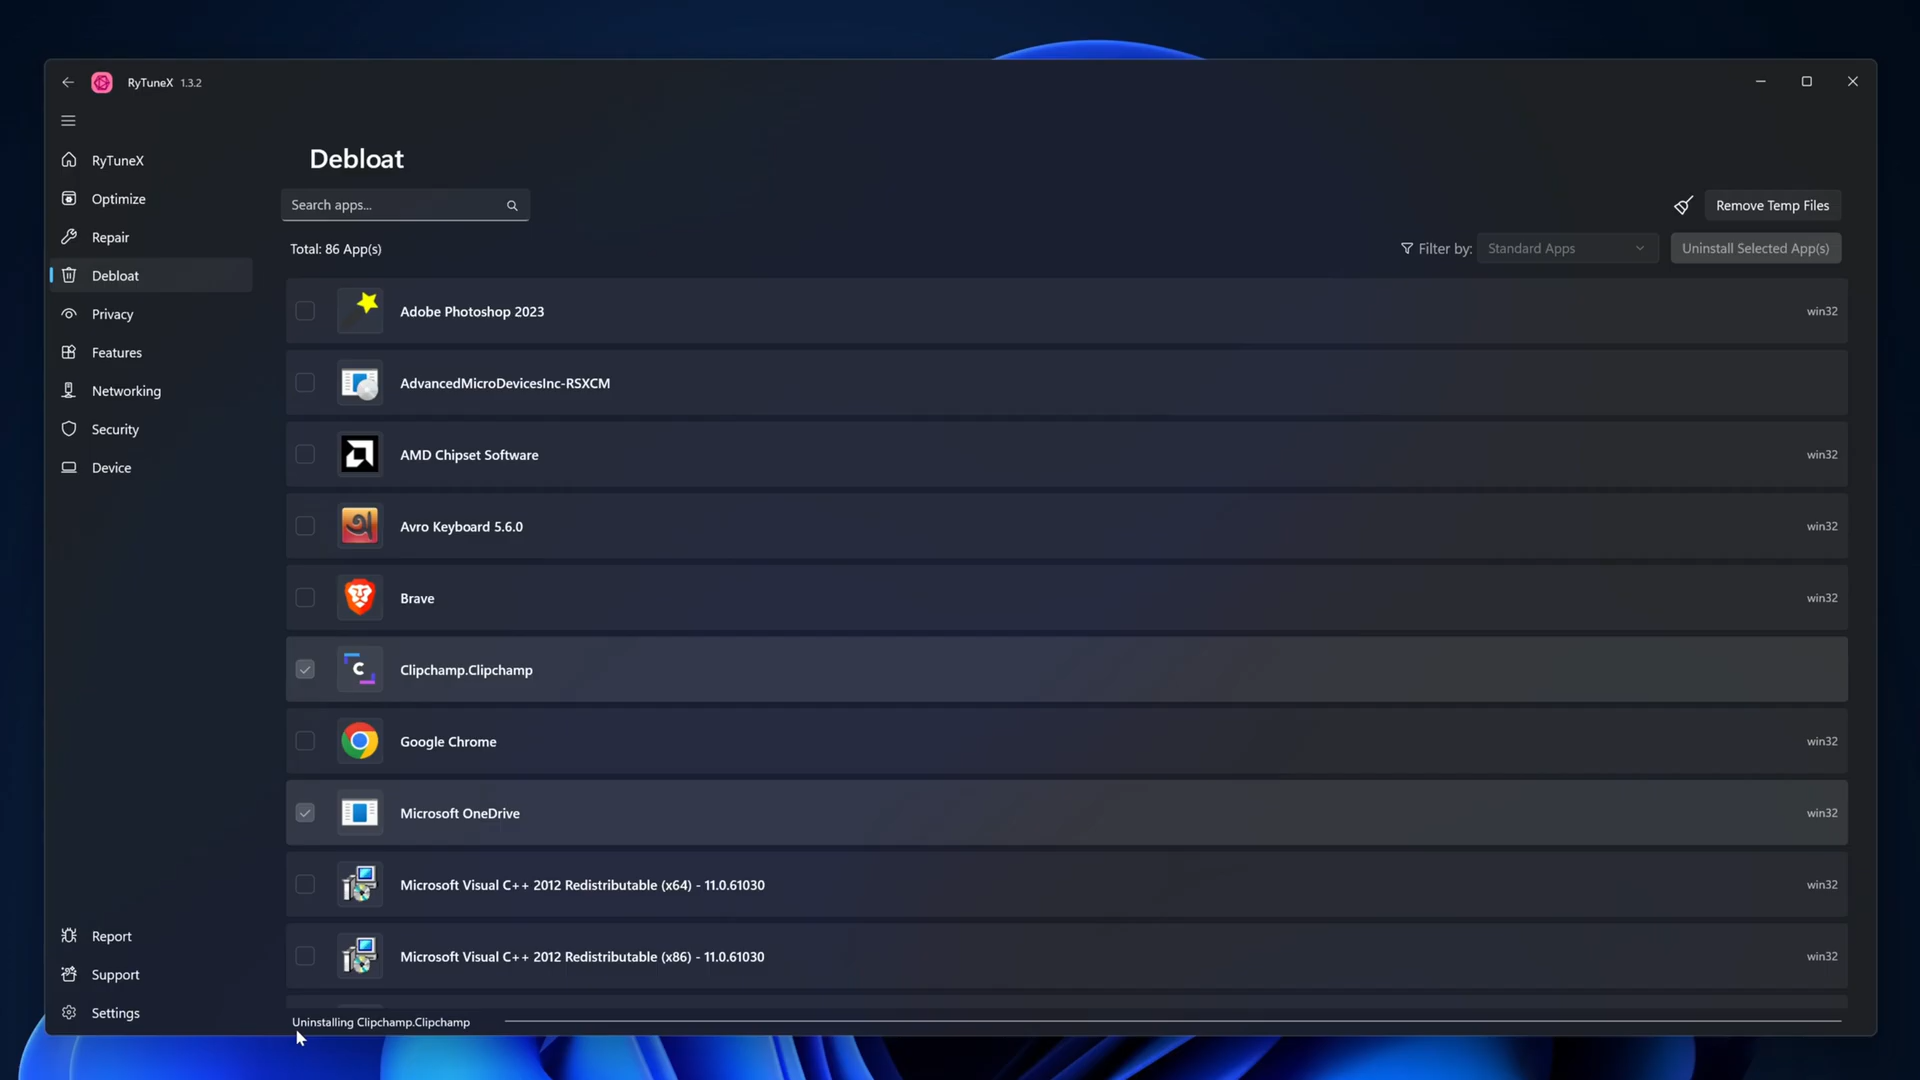 RyTuneX 1.3.2
RyTuneX
Optimize
Repair
Debloat
Privacy
Features
Networking
Security
Device
Report
Support
Settings
Debloat
Search apps...
Remove Temp Files
Total: 86 App(s)
Filter by: Standard Apps
Uninstall Selected App(s)
Adobe Photoshop 2023 win32
AdvancedMicroDevicesInc-RSXCM
AMD Chipset Software win32
Avro Keyboard 5.6.0 win32
Brave win32
Clipchamp.Clipchamp
Google Chrome win32
Microsoft OneDrive win32
Microsoft Visual C++ 2012 Redistributable (x64) - 11.0.61030 win32
Microsoft Visual C++ 2012 Redistributable (x86) - 11.0.61030 win32
Uninstalling Clipchamp.Clipchamp